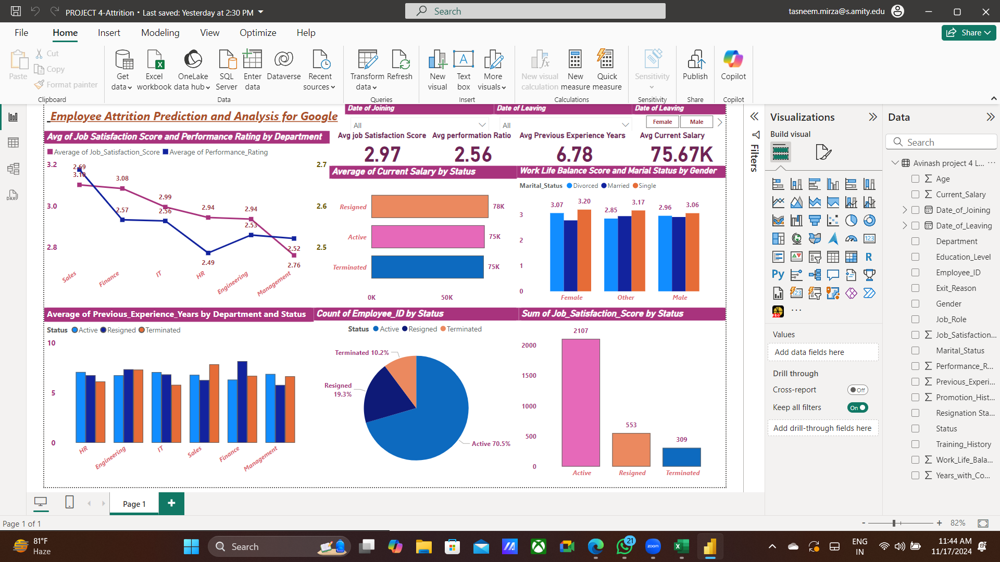 PROJECT 4-Attrition • Last saved: Yesterday at 2:30 PM
Search
tasneem.mirza@s.amity.edu
File Home Insert Modeling View Optimize Help
Share
Paste
Cut
Copy
Format painter
Clipboard
Get data
Excel workbook
OneLake data hub
SQL Server
Enter data
Dataverse
Recent sources
Data
Transform data
Refresh
Queries
New visual
Text box
More visuals
Insert
New visual calculation
New measure
Quick measure
Calculations
Sensitivity
Sensitivity
Publish
Share
Copilot
Copilot
Employee Attrition Prediction and Analysis for Google
Date of Joining
All
Date of Leaving
All
Date of Leaving
Female Male
Avg of Job Satisfaction Score and Performance Rating by Department
Average of Job_Satisfaction_Score Average of Performance_Rating
3.2
3.0
2.8
2.7
2.6
2.5
2.69
3.10
3.08
2.57
2.99
2.56
2.94
2.49
2.94
2.53
2.52
2.76
Sales Finance IT HR Engineering Management
Avg job Satisfaction Score
2.97
Avg performation Ratio
2.56
Avg Previous Experience Years
6.78
Avg Current Salary
75.67K
Average of Current Salary by Status
Resigned 78K
Active 75K
Terminated 75K
0K 50K
Work Life Balance Score and Marial Status by Gender
Marital_Status Divorced Married Single
3
2
1
0
3.07 3.20 2.85 3.17 2.96 3.06
Female Other Male
Average of Previous_Experience_Years by Department and Status
Status Active Resigned Terminated
10
5
0
HR Engineering IT Sales Finance Management
Count of Employee_ID by Status
Status Active Resigned Terminated
Terminated 10.2%
Resigned
19.3%
Active 70.5%
Sum of Job_Satisfaction_Score by Status
2000
1500
1000
500
0
2107
553
309
Active Resigned Terminated
Filters
Visualizations
Build visual
123
R
Py
123
PRO
...
Values
Add data fields here
Drill through
Cross-report Off
Keep all filters On
Add drill-through fields here
Data
Search
Avinash project 4 L... ...
Age
Current_Salary
Date_of_Joining
Date_of_Leaving
Department
Education_Level
Employee_ID
Exit_Reason
Gender
Job_Role
Job_Satisfaction...
Marital_Status
Performance_R...
Previous_Experi...
Promotion_Hist...
Resignation Sta...
Status
Training_History
Work_Life_Bala...
Years_with_Co...
Page 1
+
Page 1 of 1
- + 82%
81°F
Haze
Search
21
zoom
ENG
IN
11:44 AM
11/17/2024